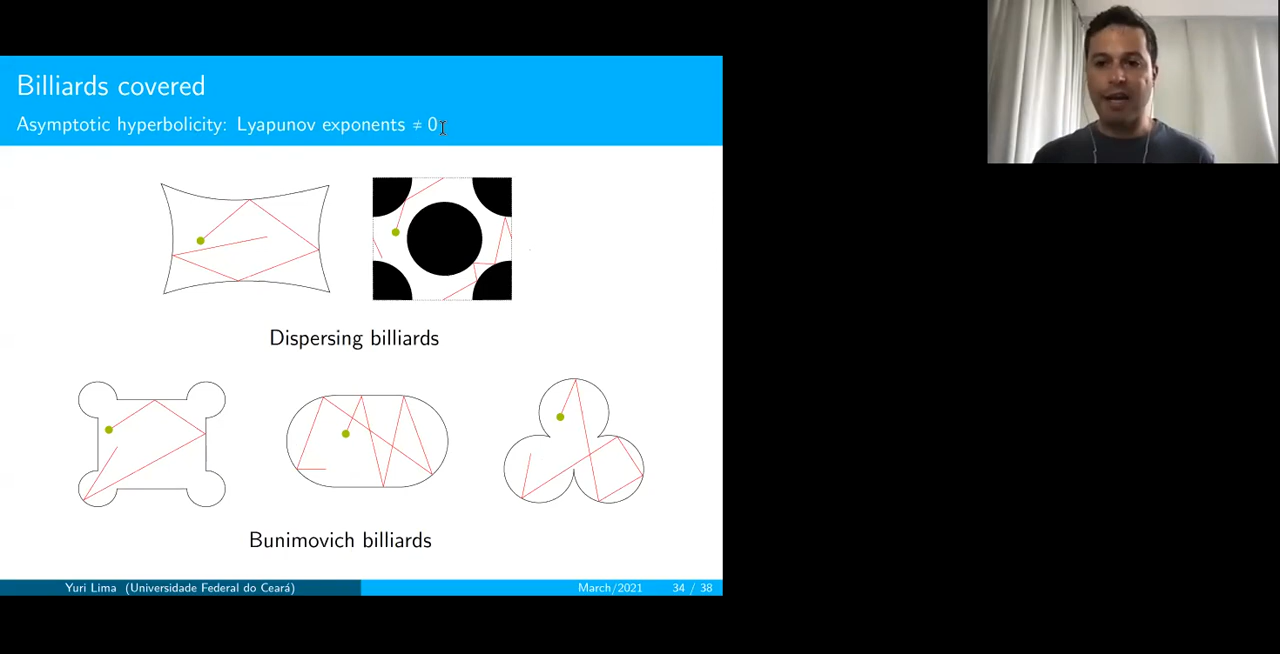 Billiards covered
Asymptotic hyperbolicity: Lyapunov exponents ≠ 0
Dispersing billiards
Bunimovich billiards
Yuri Lima (Universidade Federal do Ceará)
March/2021
34 / 38